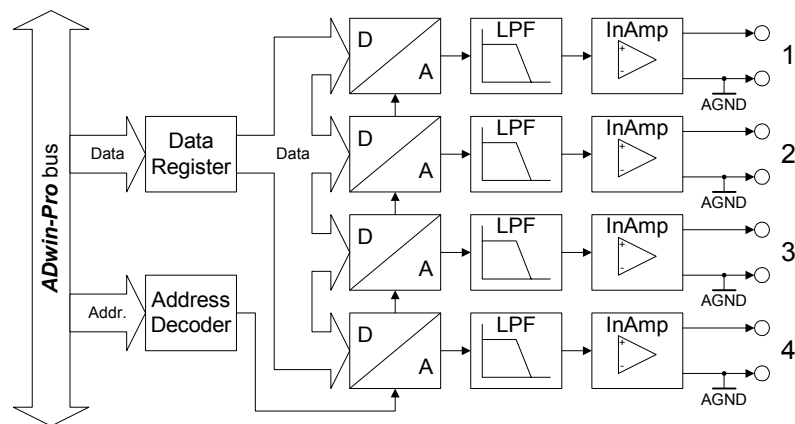 ADwin-Pro bus
Data
Data
Register
Data
Addr.
Address
Decoder
D
A
LPF
InAmp
+
-
AGND
1
D
A
LPF
InAmp
+
-
AGND
2
D
A
LPF
InAmp
+
-
AGND
3
D
A
LPF
InAmp
+
-
AGND
4